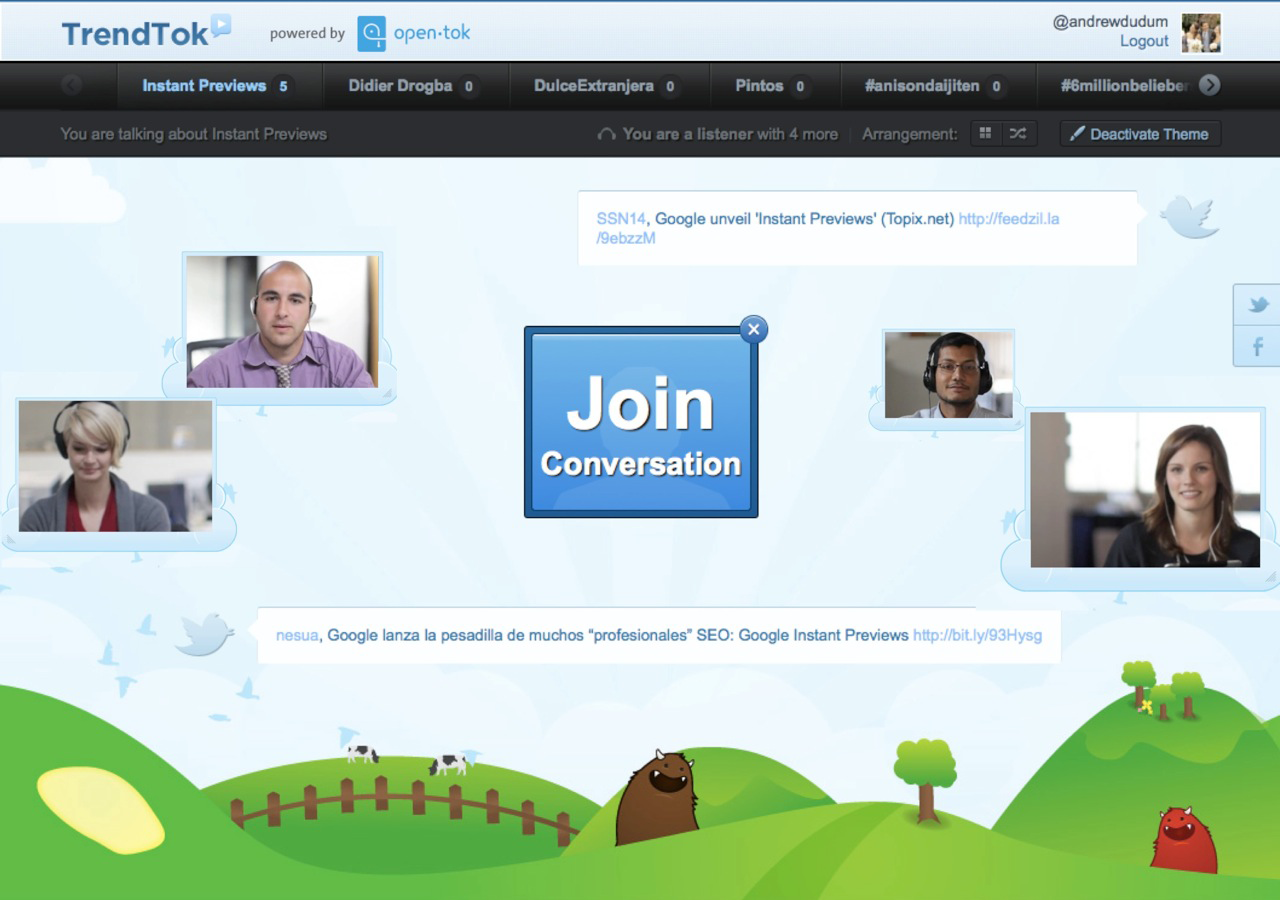 TrendTok
powered by open·tok
@andrewdudum
Logout
Instant Previews 5
Didier Drogba 0
DulceExtranjera 0
Pintos 0
#anisondaijiten 0
#6millionbelieber
You are talking about Instant Previews
You are a listener with 4 more
Arrangement:
Deactivate Theme
SSN14, Google unveil 'Instant Previews' (Topix.net) http://feedzil.la
/9ebzzM
Join
Conversation
nesua, Google lanza la pesadilla de muchos “profesionales” SEO: Google Instant Previews http://bit.ly/93Hysg